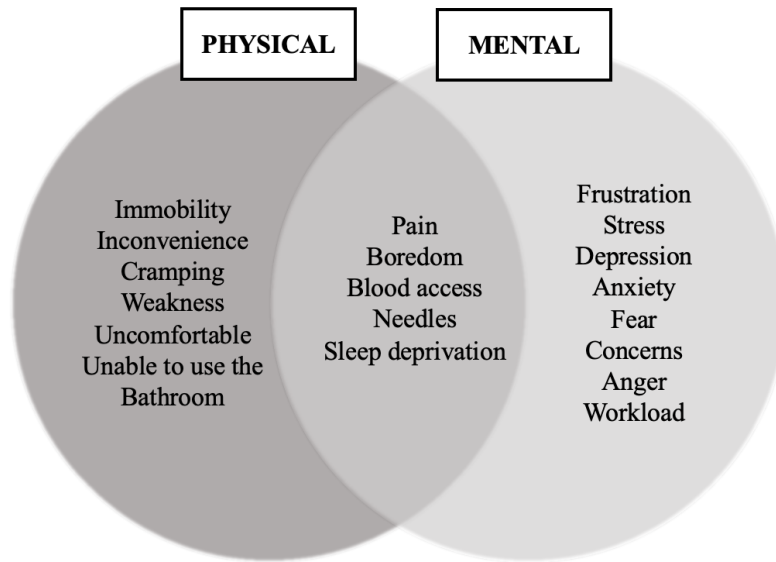 PHYSICAL
MENTAL
Immobility
Inconvenience
Cramping
Weakness
Uncomfortable
Unable to use the
Bathroom
Pain
Boredom
Blood access
Needles
Sleep deprivation
Frustration
Stress
Depression
Anxiety
Fear
Concerns
Anger
Workload